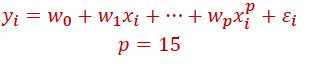 yᵢ = w₀ + w₁xᵢ + ⋯ + wₚxᵢᵖ + εᵢ
p = 15